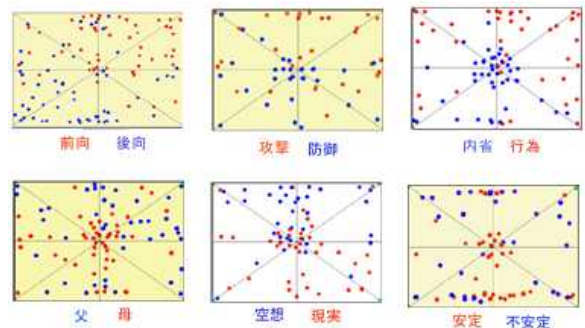 前向 後向
攻撃 防御
内省 行為
父 母
空想 現実
安定 不安定